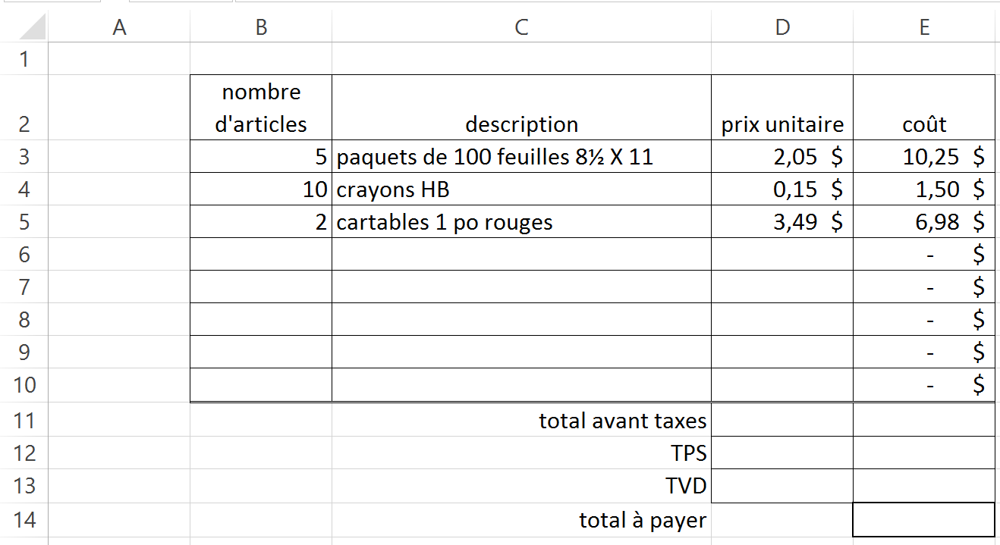 A B C D E
1
nombre
2 d'articles description prix unitaire coût
3 5 paquets de 100 feuilles 8½ X 11 2,05 $ 10,25 $
4 10 crayons HB 0,15 $ 1,50 $
5 2 cartables 1 po rouges 3,49 $ 6,98 $
6 - $
7 - $
8 - $
9 - $
10 - $
11 total avant taxes
12 TPS
13 TVD
14 total à payer